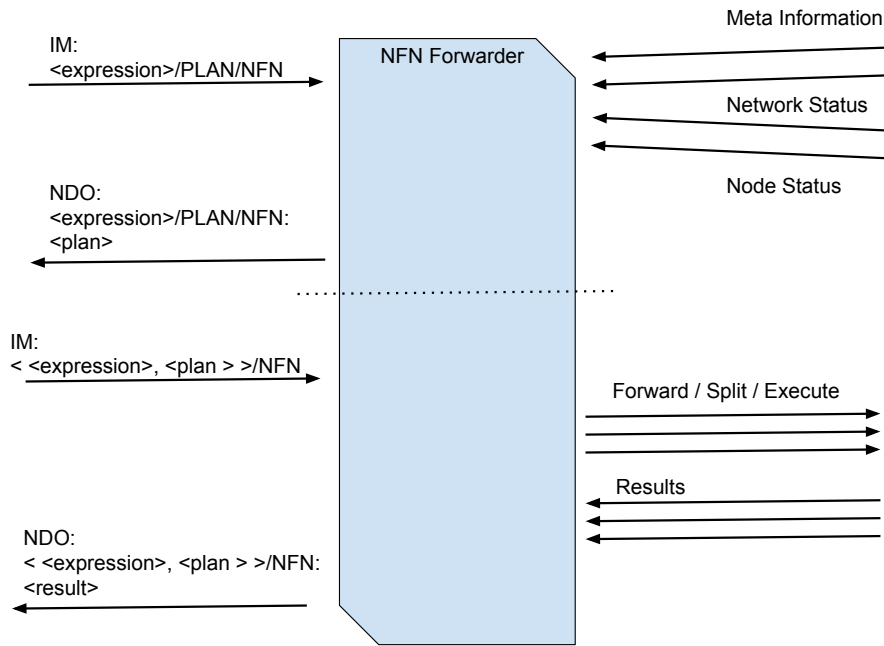 IM:
<expression>/PLAN/NFN
NFN Forwarder
Meta Information
Network Status
Node Status
NDO:
<expression>/PLAN/NFN:
<plan>
IM:
< <expression>, <plan > >/NFN
Forward / Split / Execute
Results
NDO:
< <expression>, <plan > >/NFN:
<result>